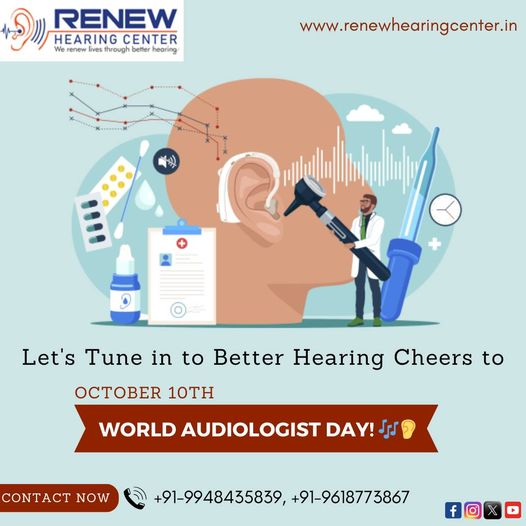 RENEW
HEARING CENTER
We renew lives through better hearing
www.renewhearingcenter.in
Let's Tune in to Better Hearing Cheers to
OCTOBER 10TH
WORLD AUDIOLOGIST DAY! 🎶👂
CONTACT NOW
+91-9948435839, +91-9618773867